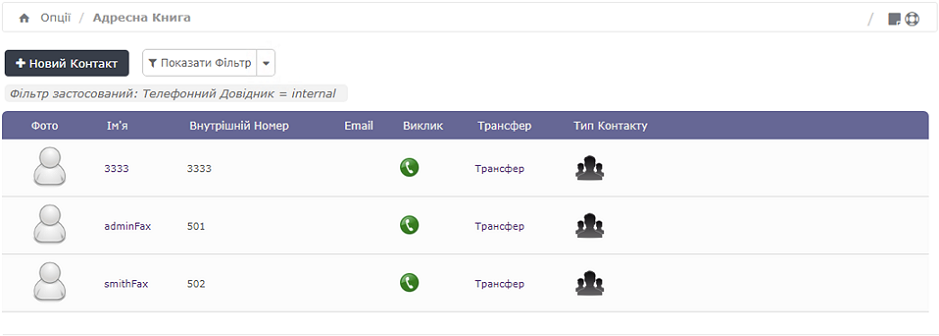 Опції / Адресна Книга /
Новий Контакт Показати Фільтр
Фільтр застосований: Телефонний Довідник = internal
Фото Ім'я Внутрішній Номер Email Виклик Трансфер Тип Контакту
3333 3333 Трансфер
adminFax 501 Трансфер
smithFax 502 Трансфер